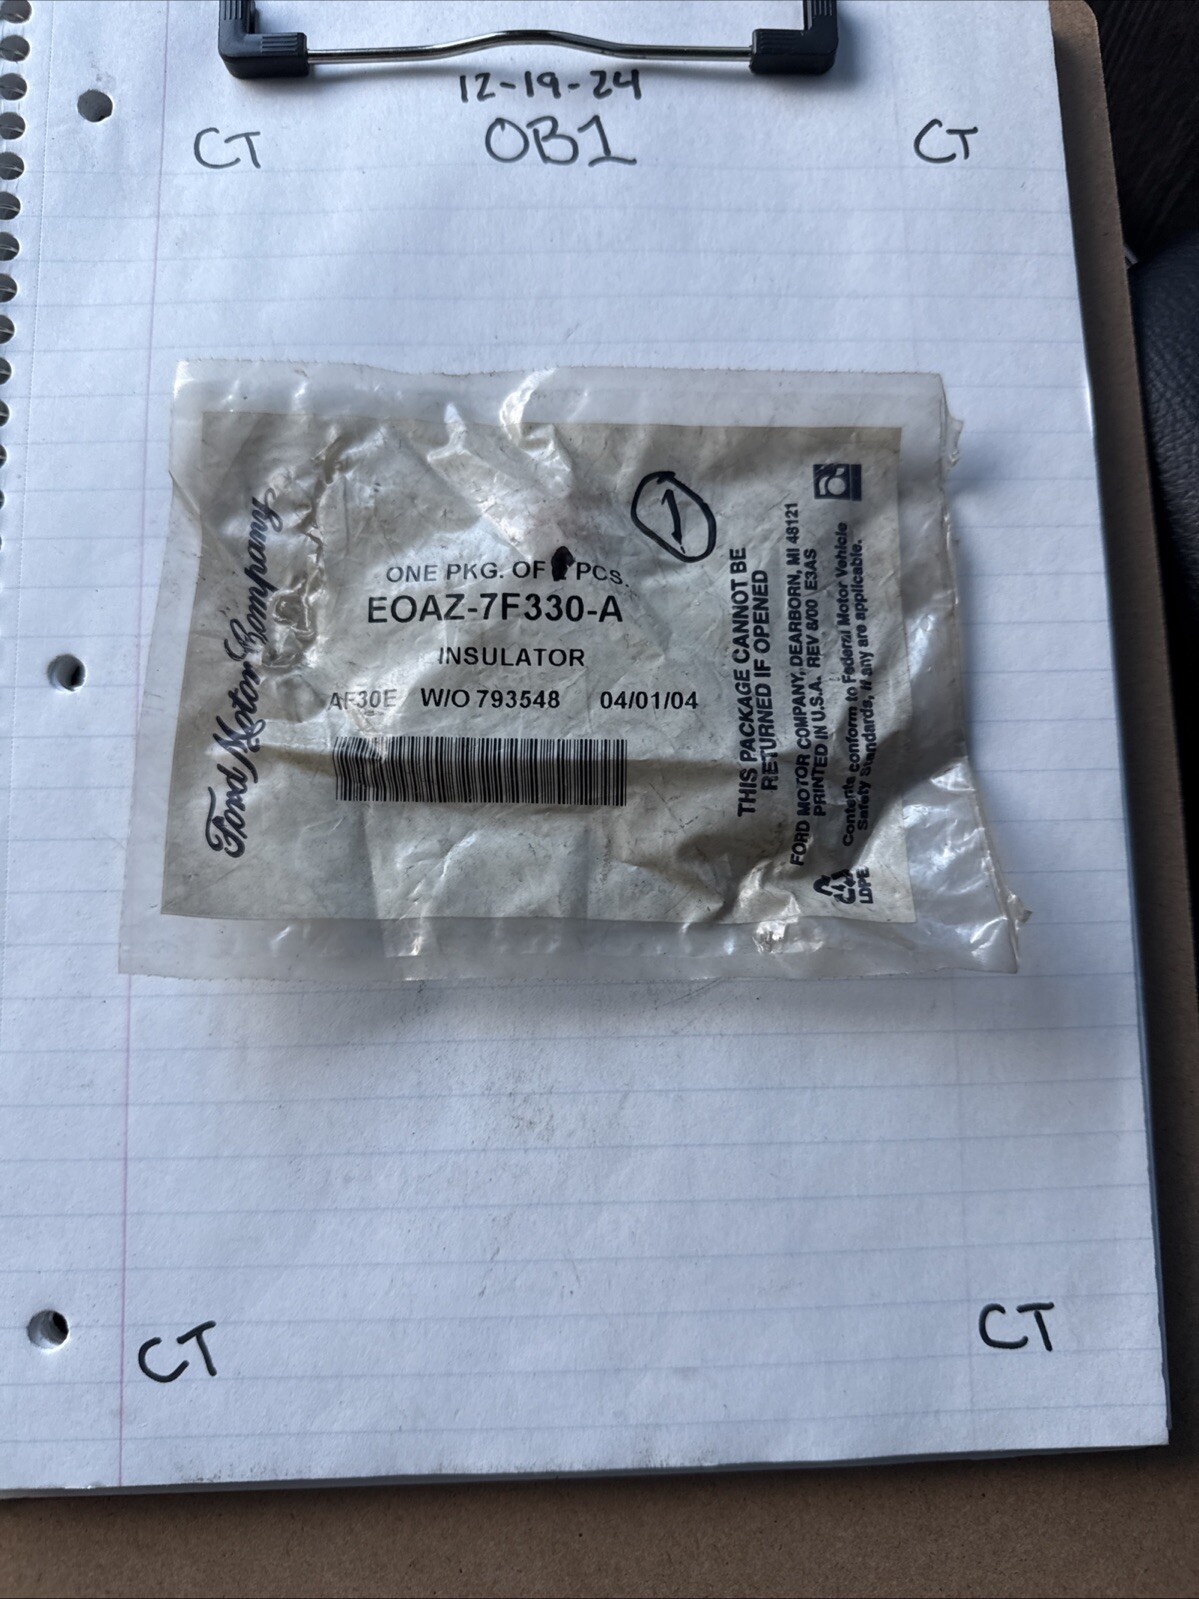 12-19-24
CT OB1 CT
Ford Motor Company
1
ONE PKG. OF PCS.
EOAZ-7F330-A
INSULATOR
AF30E W/O 793548 04/01/04
THIS PACKAGE CANNOT BE
RETURNED IF OPENED
FORD MOTOR COMPANY, DEARBORN, MI 48121
PRINTED IN U.S.A. REV 8/00 E3AS
Contents conform to Federal Motor Vehicle
Safety Standards, if any are applicable.
LDPE
CT CT